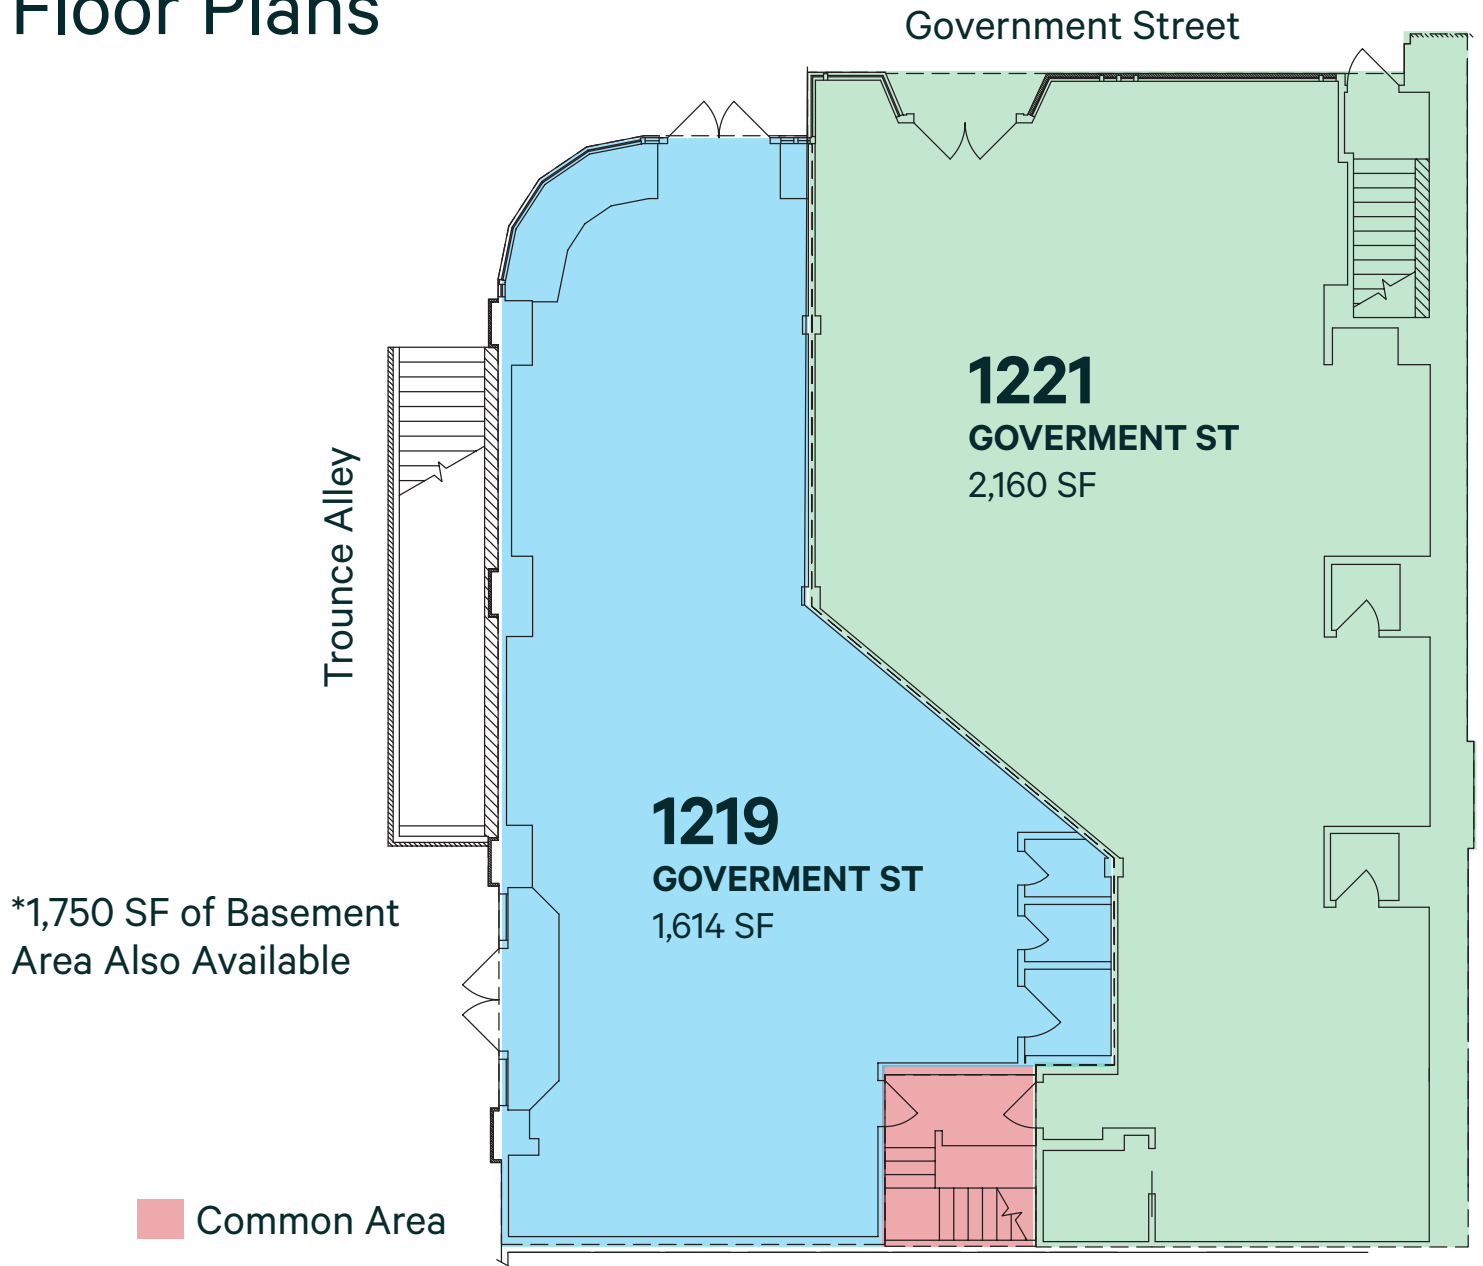 Floor Plans
Government Street
1221
GOVERMENT ST
2,160 SF
Trounce Alley
1219
GOVERMENT ST
1,614 SF
*1,750 SF of Basement
Area Also Available
Common Area